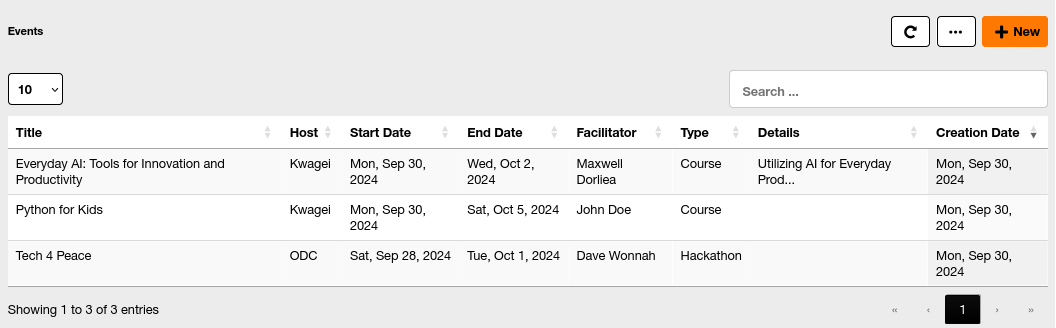 Events
... New
10
Search ...
Title Host Start Date End Date Facilitator Type Details Creation Date
Everyday AI: Tools for Innovation and Kwagei Mon, Sep 30, Wed, Oct 2, Maxwell Course Utilizing AI for Everyday Mon, Sep 30,
Productivity 2024 2024 Dorliea Prod... 2024
Python for Kids Kwagei Mon, Sep 30, Sat, Oct 5, 2024 John Doe Course Mon, Sep 30,
2024 2024
Tech 4 Peace ODC Sat, Sep 28, 2024 Tue, Oct 1, 2024 Dave Wonnah Hackathon Mon, Sep 30,
2024
Showing 1 to 3 of 3 entries « ‹ 1 › »